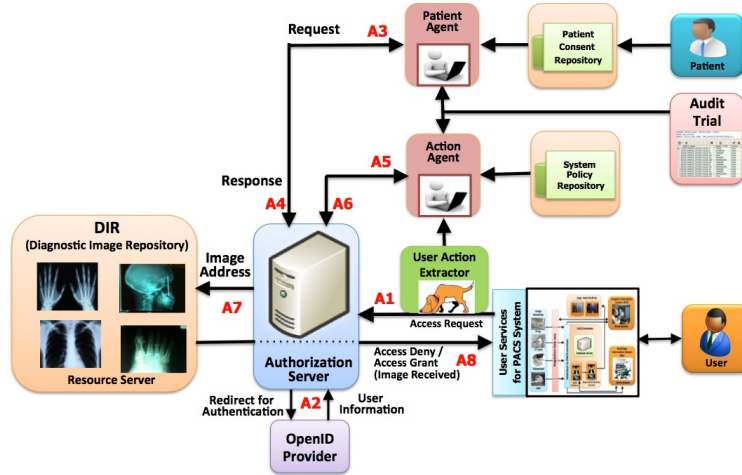 Request
A3
Patient
Agent
Patient
Consent
Repository
Patient
Audit
Trial
Action
Agent
A5
System
Policy
Repository
Response
A4
A6
DIR
(Diagnostic Image Repository)
Image
Address
A7
User Action
Extractor
A1
Access Request
User Services
for PACS System
User
Resource Server
Authorization
Server
Access Deny /
Access Grant
(Image Received)
A8
Redirect for
Authentication
A2
User
Information
OpenID
Provider